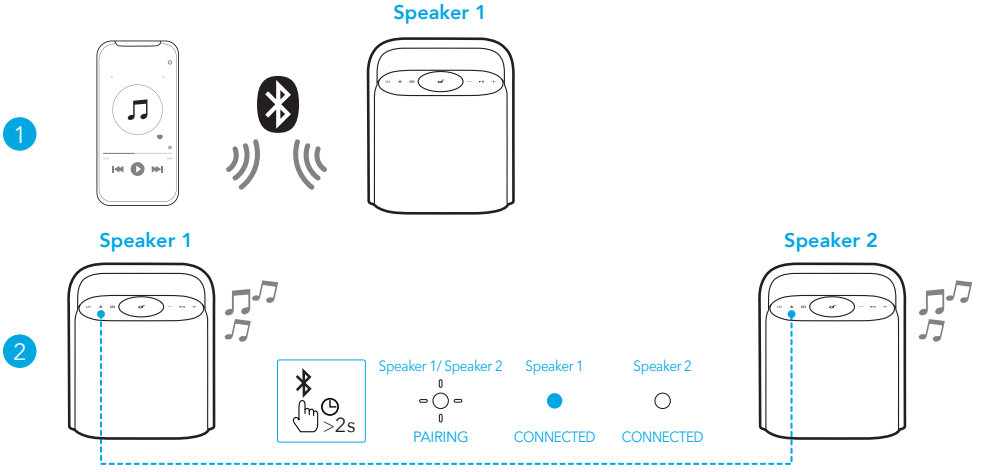 Speaker 1
1
Speaker 1
Speaker 2
2
>2s
Speaker 1/ Speaker 2
Speaker 1
Speaker 2
PAIRING
CONNECTED
CONNECTED